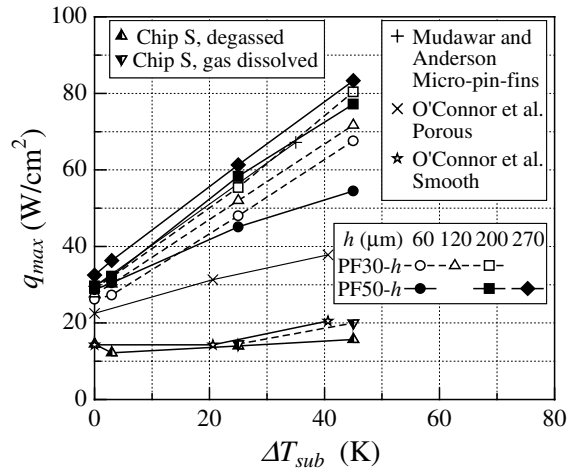 100
80
60
40
20
0
q_max (W/cm²)
Chip S, degassed
Chip S, gas dissolved
Mudawar and
Anderson
Micro-pin-fins
O'Connor et al.
Porous
O'Connor et al.
Smooth
h (μm) 60 120 200 270
PF30-h
PF50-h
0 20 40 60 80
ΔT_sub (K)